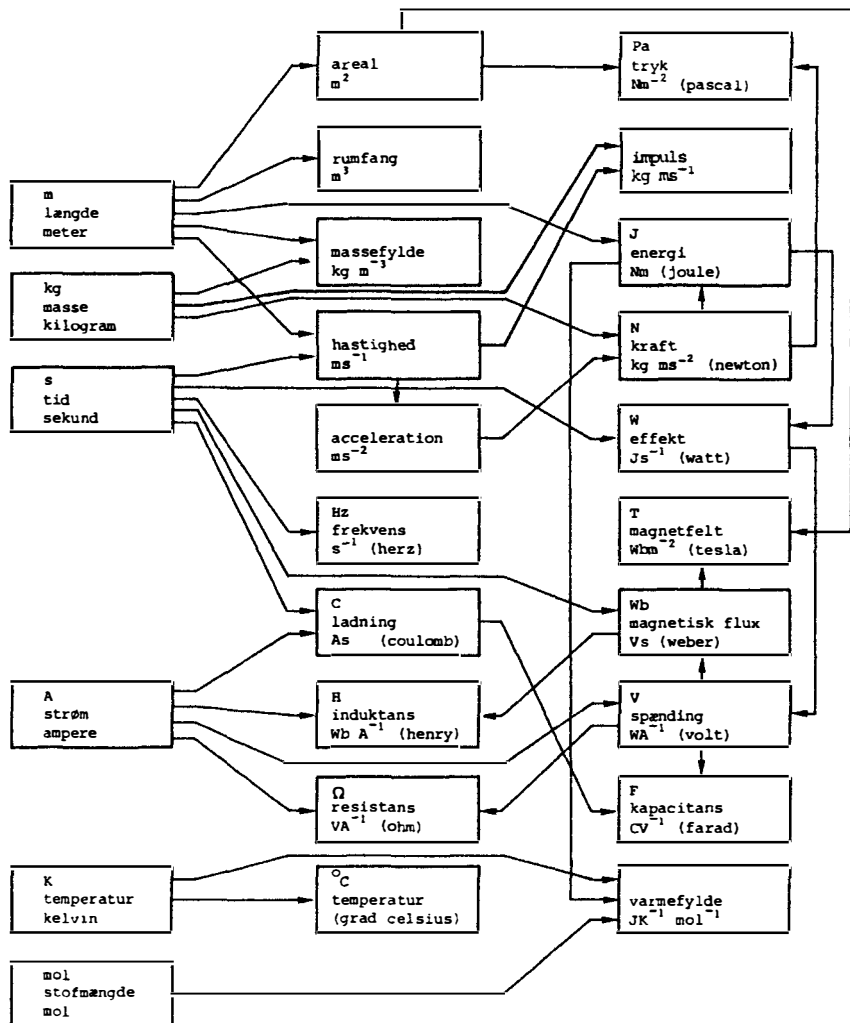 m
længde
meter
kg
masse
kilogram
s
tid
sekund
A
strøm
ampere
K
temperatur
kelvin
mol
stofmængde
mol
areal
m²
rumfang
m³
massefylde
kg m⁻³
hastighed
ms⁻¹
acceleration
ms⁻²
Hz
frekvens
s⁻¹ (herz)
C
ladning
As (coulomb)
H
induktans
Wb A⁻¹ (henry)
Ω
resistans
VA⁻¹ (ohm)
°C
temperatur
(grad celsius)
Pa
tryk
Nm⁻² (pascal)
impuls
kg ms⁻¹
J
energi
Nm (joule)
N
kraft
kg ms⁻² (newton)
W
effekt
Js⁻¹ (watt)
T
magnetfelt
Wbm⁻² (tesla)
Wb
magnetisk flux
Vs (weber)
V
spænding
WA⁻¹ (volt)
F
kapacitans
CV⁻¹ (farad)
varmefylde
JK⁻¹ mol⁻¹